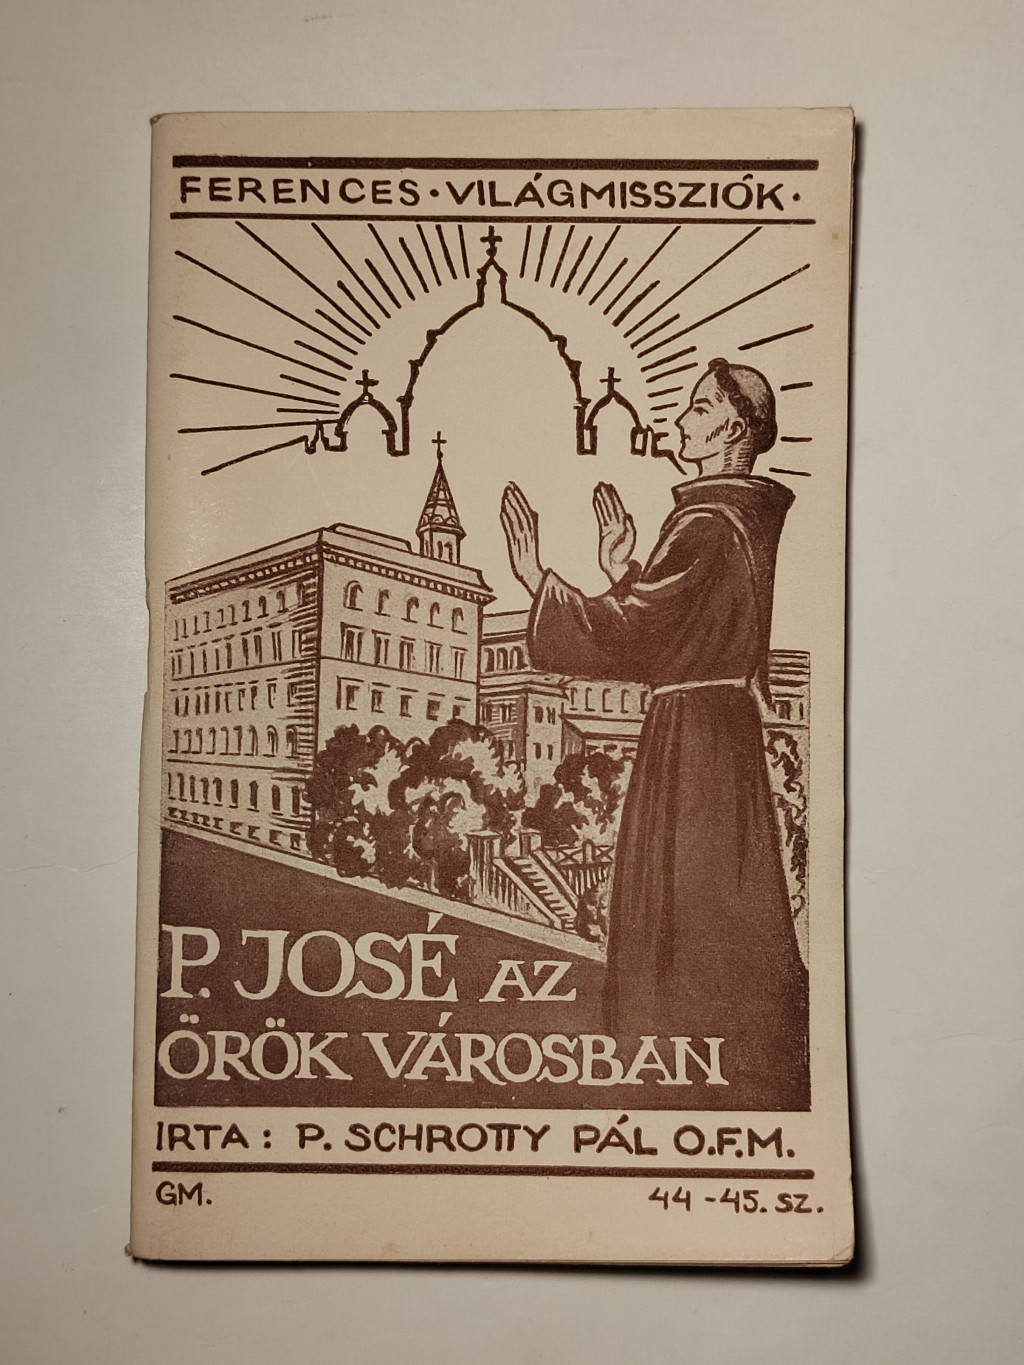 FERENCES · VILÁGMISSZIÓK ·
P. JOSÉ AZ
ÖRÖK VÁROSBAN
IRTA : P. SCHROTTY PÁL O.F.M.
GM.
44 - 45. SZ.